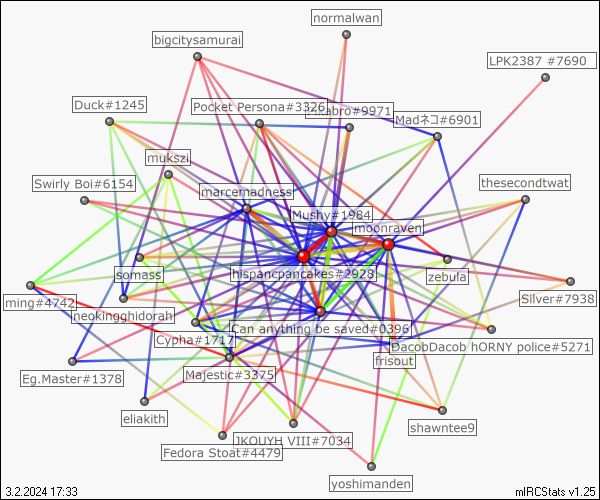 normalwan
bigcitysamurai
LPK2387 #7690
Duck#1245
Pocket Persona#3326
#9971
Madネコ#6901
mukszi
Swirly Boi#6154
marcemadness
thesecondtwat
Mushy#1984
moonraven
somass
hispancpancakes#2928
zebula
ming#4742
neokingghidorah
Silver#7938
Can anything be saved#0396
Cypha#1717
DacobDacob hORNY police#5271
frisout
Majestic#3375
Eg.Master#1378
eliakith
shawntee9
JKQUYH VIII#7034
Fedora Stoat#4479
yoshimanden
3.2.2024 17:33
mIRCStats v1.25